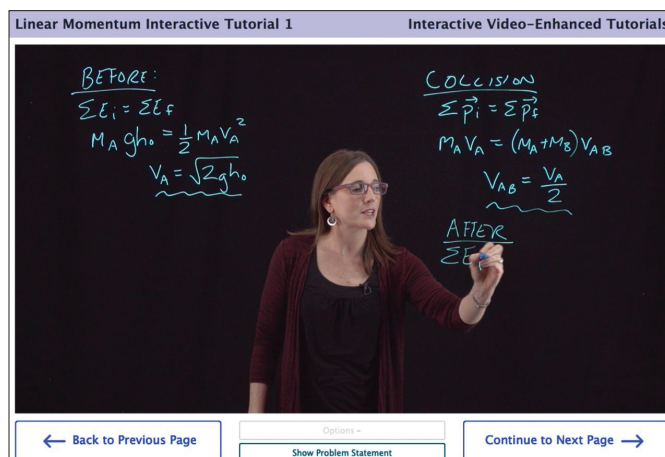 Linear Momentum Interactive Tutorial 1
Interactive Video-Enhanced Tutorials
BEFORE:
ΣEᵢ = ΣE_f
M_A gh₀ = ½ M_A V_A²
V_A = √2gh₀
COLLISION
Σp⃗ᵢ = Σp⃗_f
M_A V_A = (M_A + M_B) V_AB
V_AB = V_A/2
AFTER
ΣE
← Back to Previous Page
Options
Show Problem Statement
Continue to Next Page →